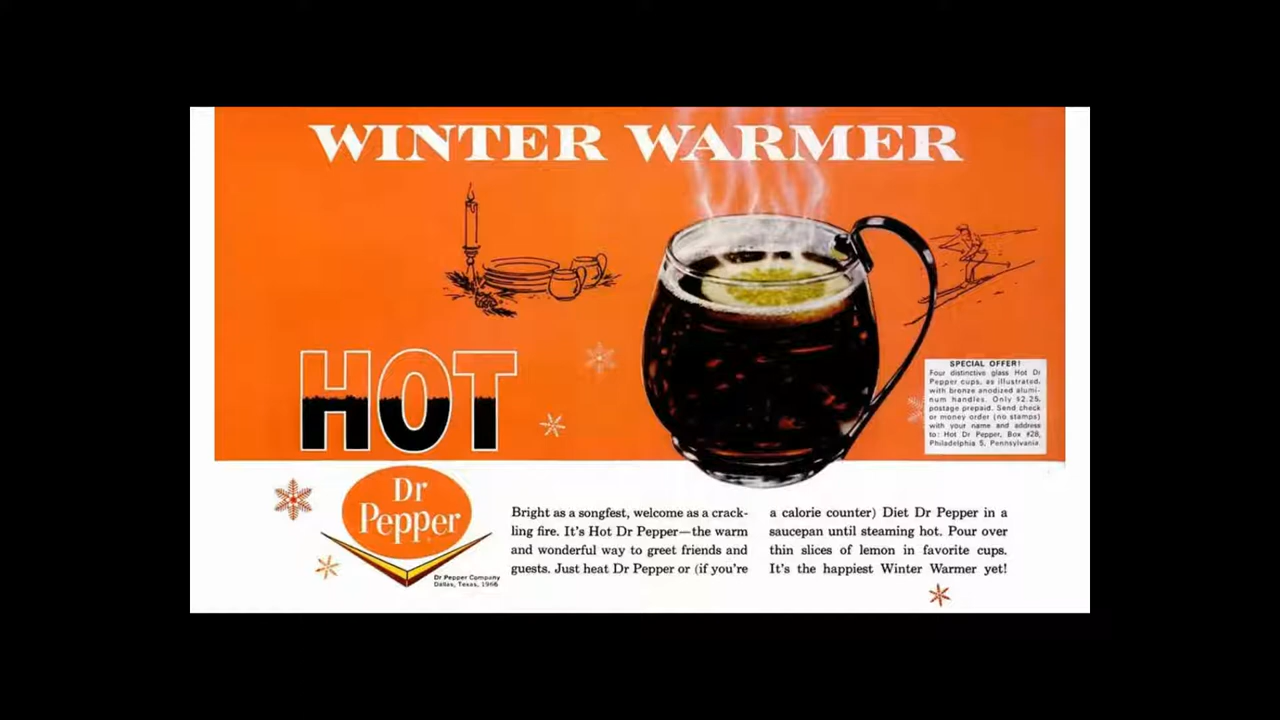 WINTER WARMER
HOT
Dr
Pepper
Dr Pepper Company
Dallas, Texas, 1966
SPECIAL OFFER!
Four distinctive glass Hot Dr
Pepper cups, as illustrated,
with bronze anodized alumi-
num handles. Only $2.25,
postage prepaid. Send check
or money order (no stamps)
with your name and address
to: Hot Dr Pepper, Box #28,
Philadelphia 5, Pennsylvania.
Bright as a songfest, welcome as a crack-
ling fire. It's Hot Dr Pepper—the warm
and wonderful way to greet friends and
guests. Just heat Dr Pepper or (if you're
a calorie counter) Diet Dr Pepper in a
saucepan until steaming hot. Pour over
thin slices of lemon in favorite cups.
It's the happiest Winter Warmer yet!